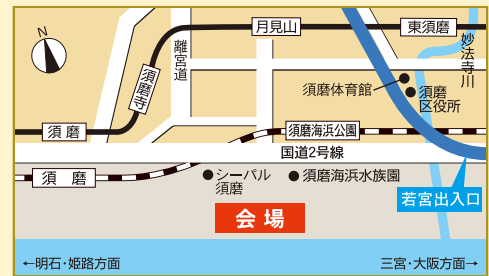 N
離宮道
月見山
東須磨
妙法寺川
須磨寺
須磨体育館
須磨
区役所
須磨
須磨海浜公園
国道2号線
須磨
シーパル
須磨
須磨海浜水族園
若宮出入口
会場
←明石・姫路方面
三宮・大阪方面→